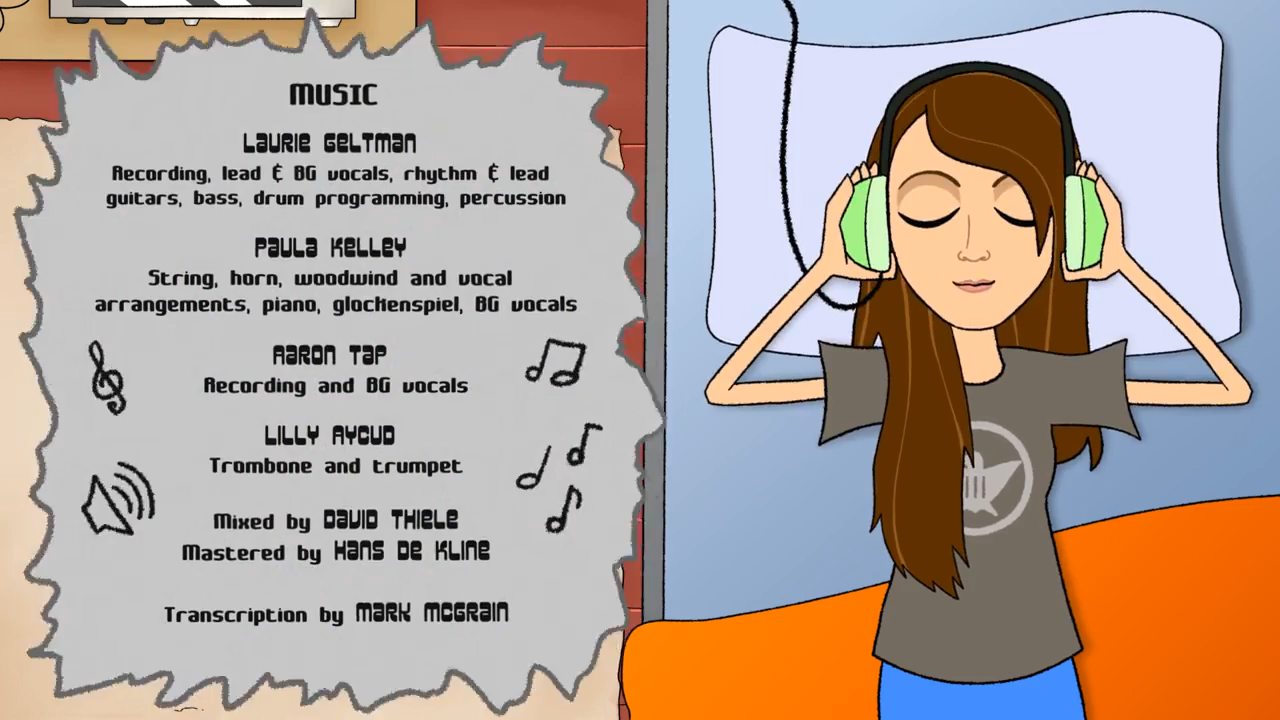 MUSIC
LAURIE GELTMAN
Recording, lead & BG vocals, rhythm & lead
guitars, bass, drum programming, percussion
PAULA KELLEY
String, horn, woodwind and vocal
arrangements, piano, glockenspiel, BG vocals
AARON TAP
Recording and BG vocals
LILLY AYCUD
Trombone and trumpet
Mixed by DAVID THIELE
Mastered by HANS DE KLINE
Transcription by MARK MCGRAIN